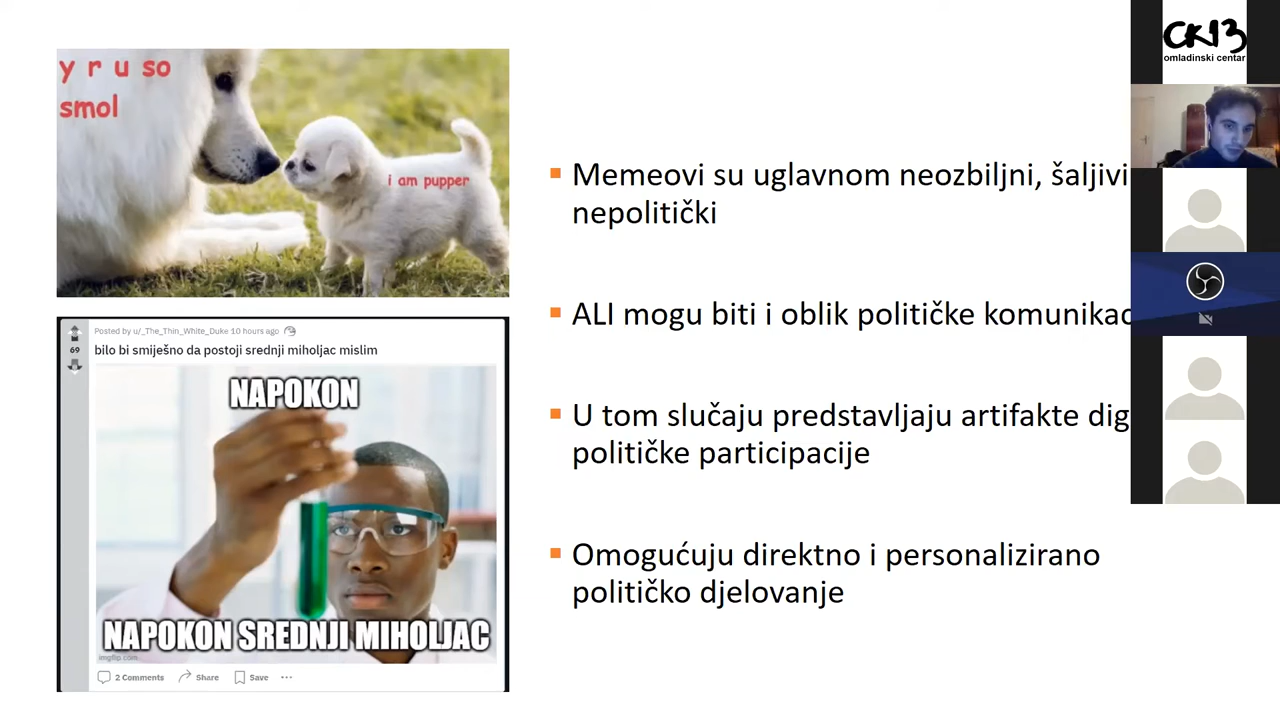 y r u so
smol
i am pupper
Posted by u/_The_Thin_White_Duke 10 hours ago
69
bilo bi smiješno da postoji srednji miholjac mislim
NAPOKON
NAPOKON SREDNJI MIHOLJAC
imgflip.com
2 Comments Share Save
Memeovi su uglavnom neozbiljni, šaljivi
nepolitički
ALI mogu biti i oblik političke komunikac
U tom slučaju predstavljaju artifakte dig
političke participacije
Omogućuju direktno i personalizirano
političko djelovanje
CK13
omladinski centar